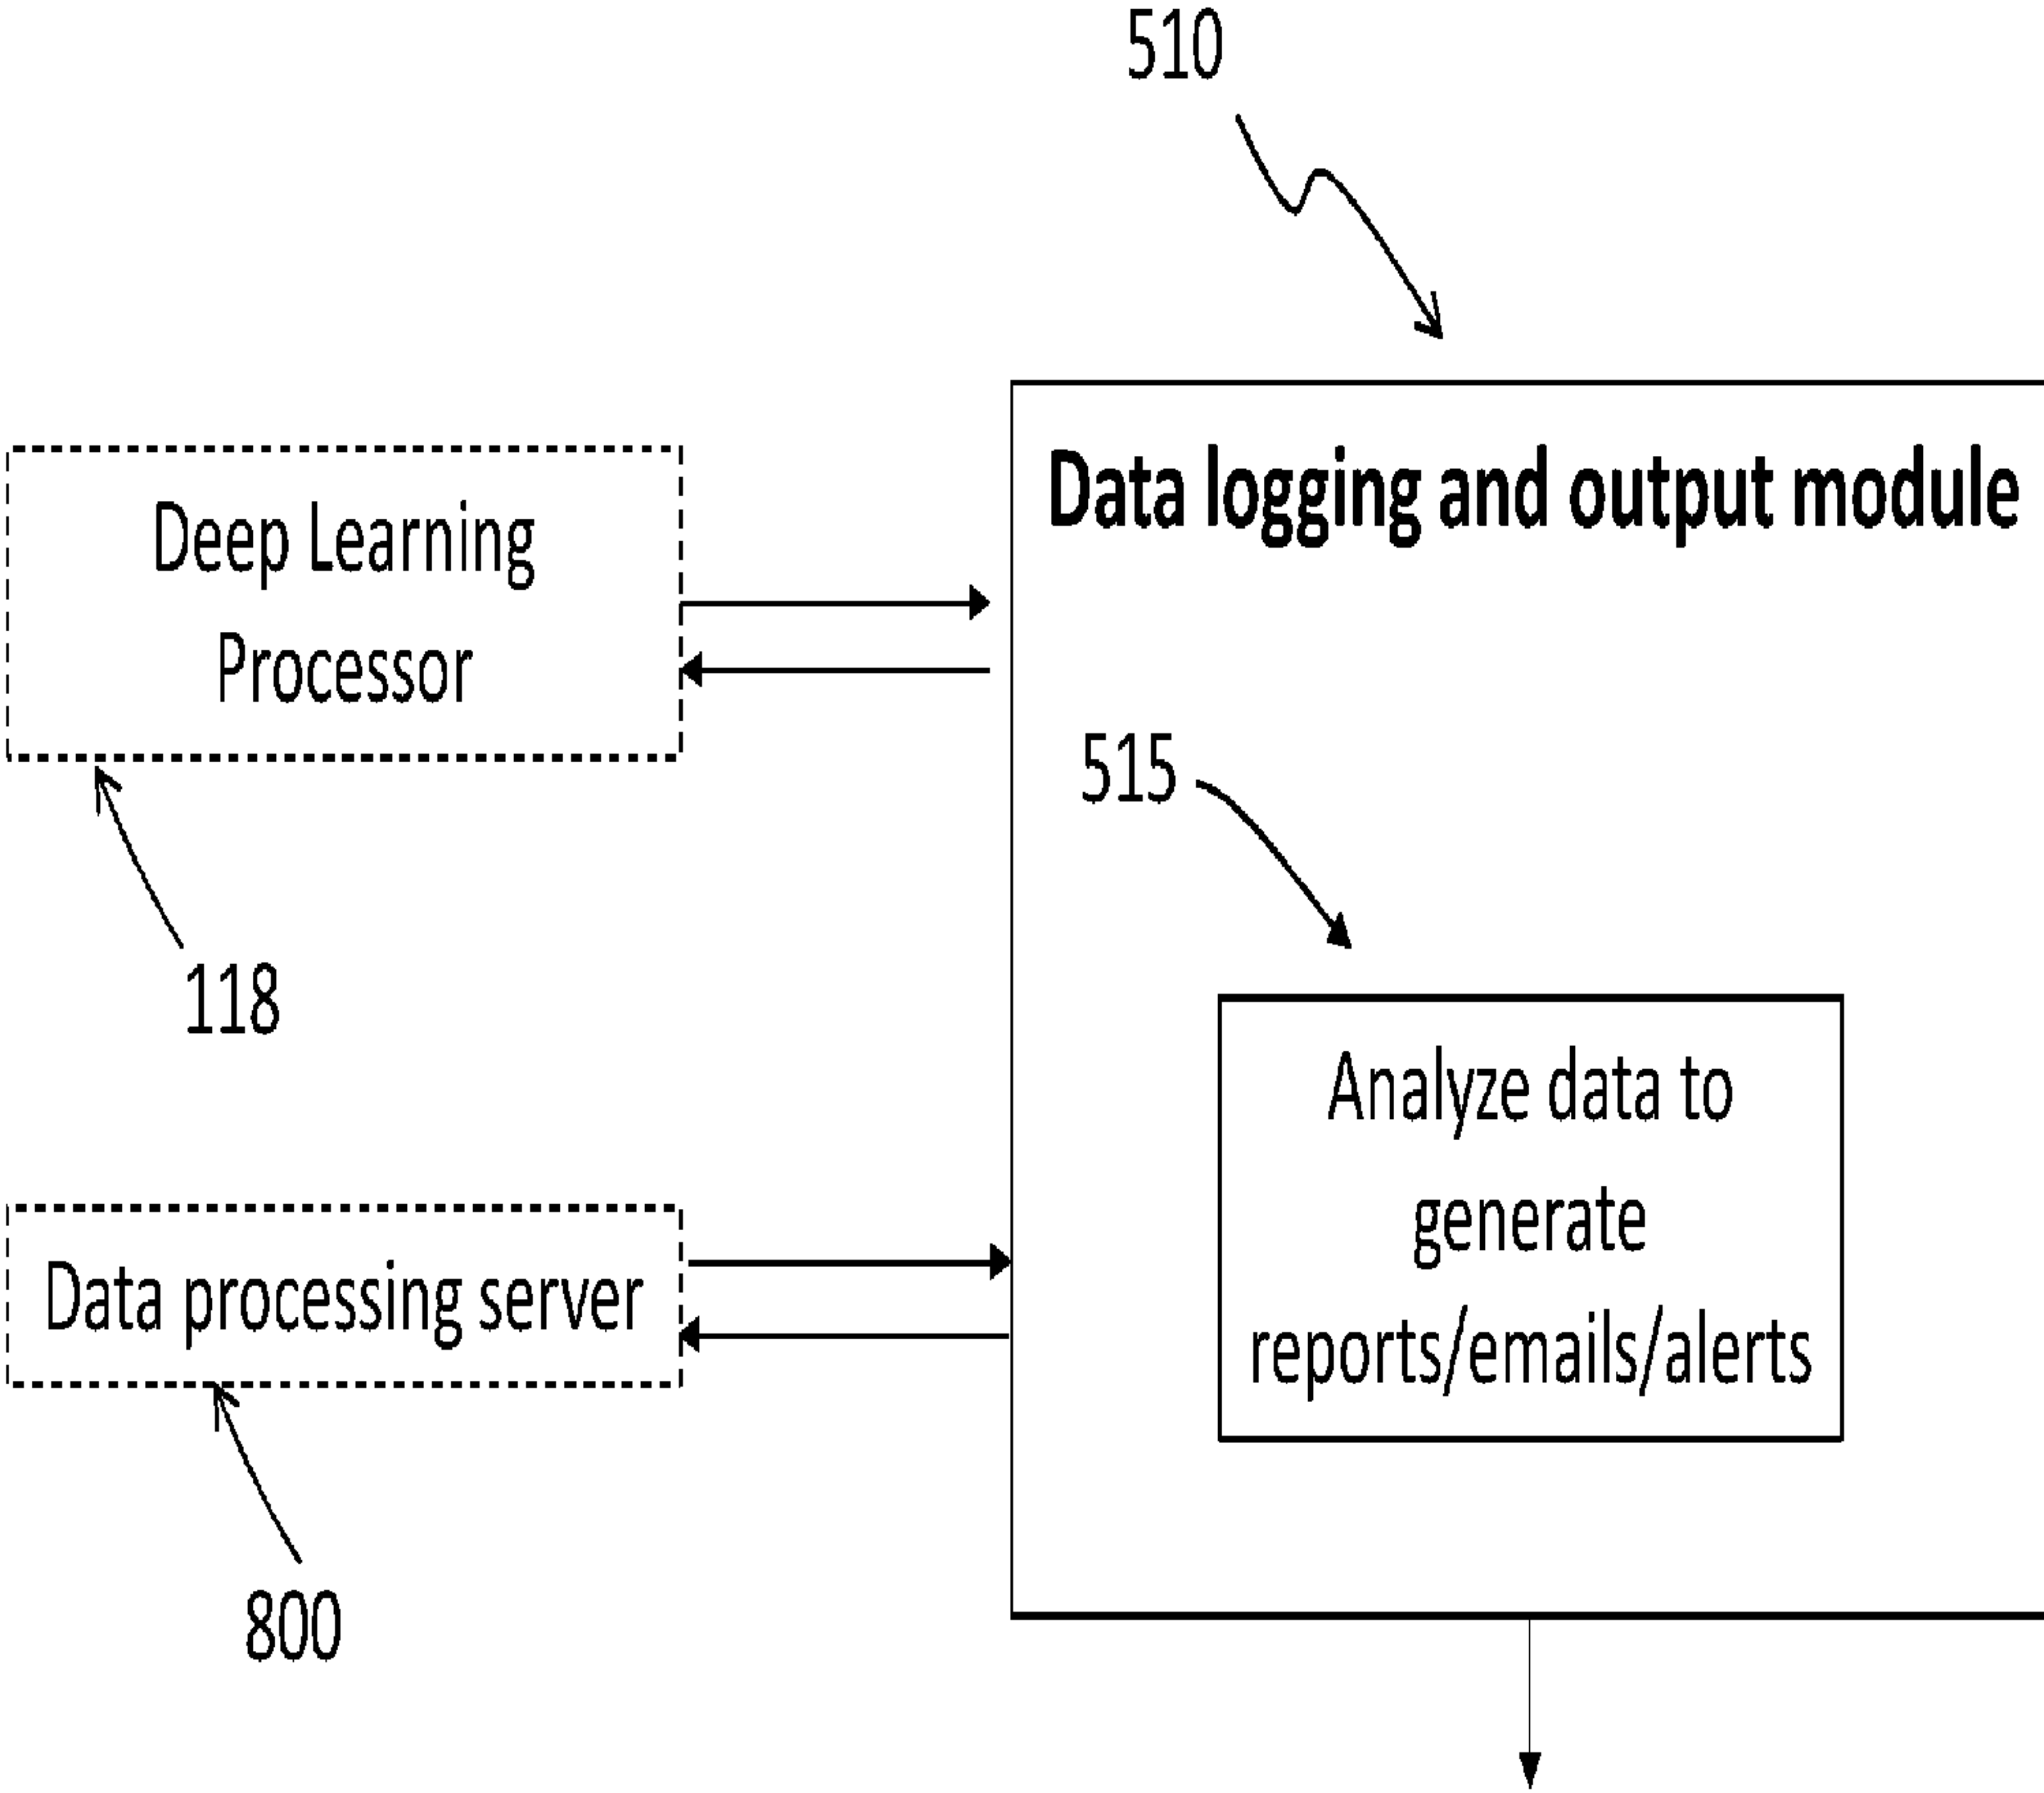 510
Data logging and output module
Deep Learning
Processor
515
118
Analyze data to
generate
reports/emails/alerts
Data processing server
800